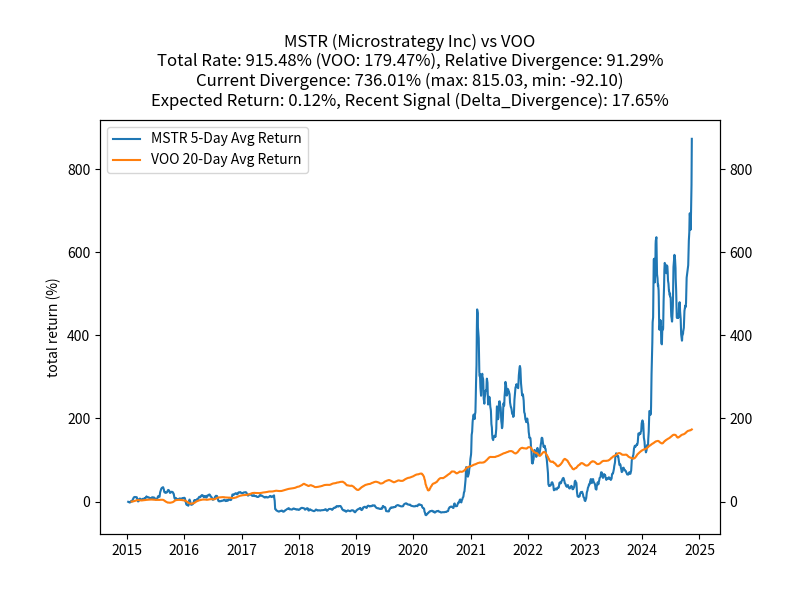 MSTR (Microstrategy Inc) vs VOO
Total Rate: 915.48% (VOO: 179.47%), Relative Divergence: 91.29%
Current Divergence: 736.01% (max: 815.03, min: -92.10)
Expected Return: 0.12%, Recent Signal (Delta_Divergence): 17.65%
MSTR 5-Day Avg Return
VOO 20-Day Avg Return
total return (%)
800 800
600 600
400 400
200 200
0 0
2015 2016 2017 2018 2019 2020 2021 2022 2023 2024 2025